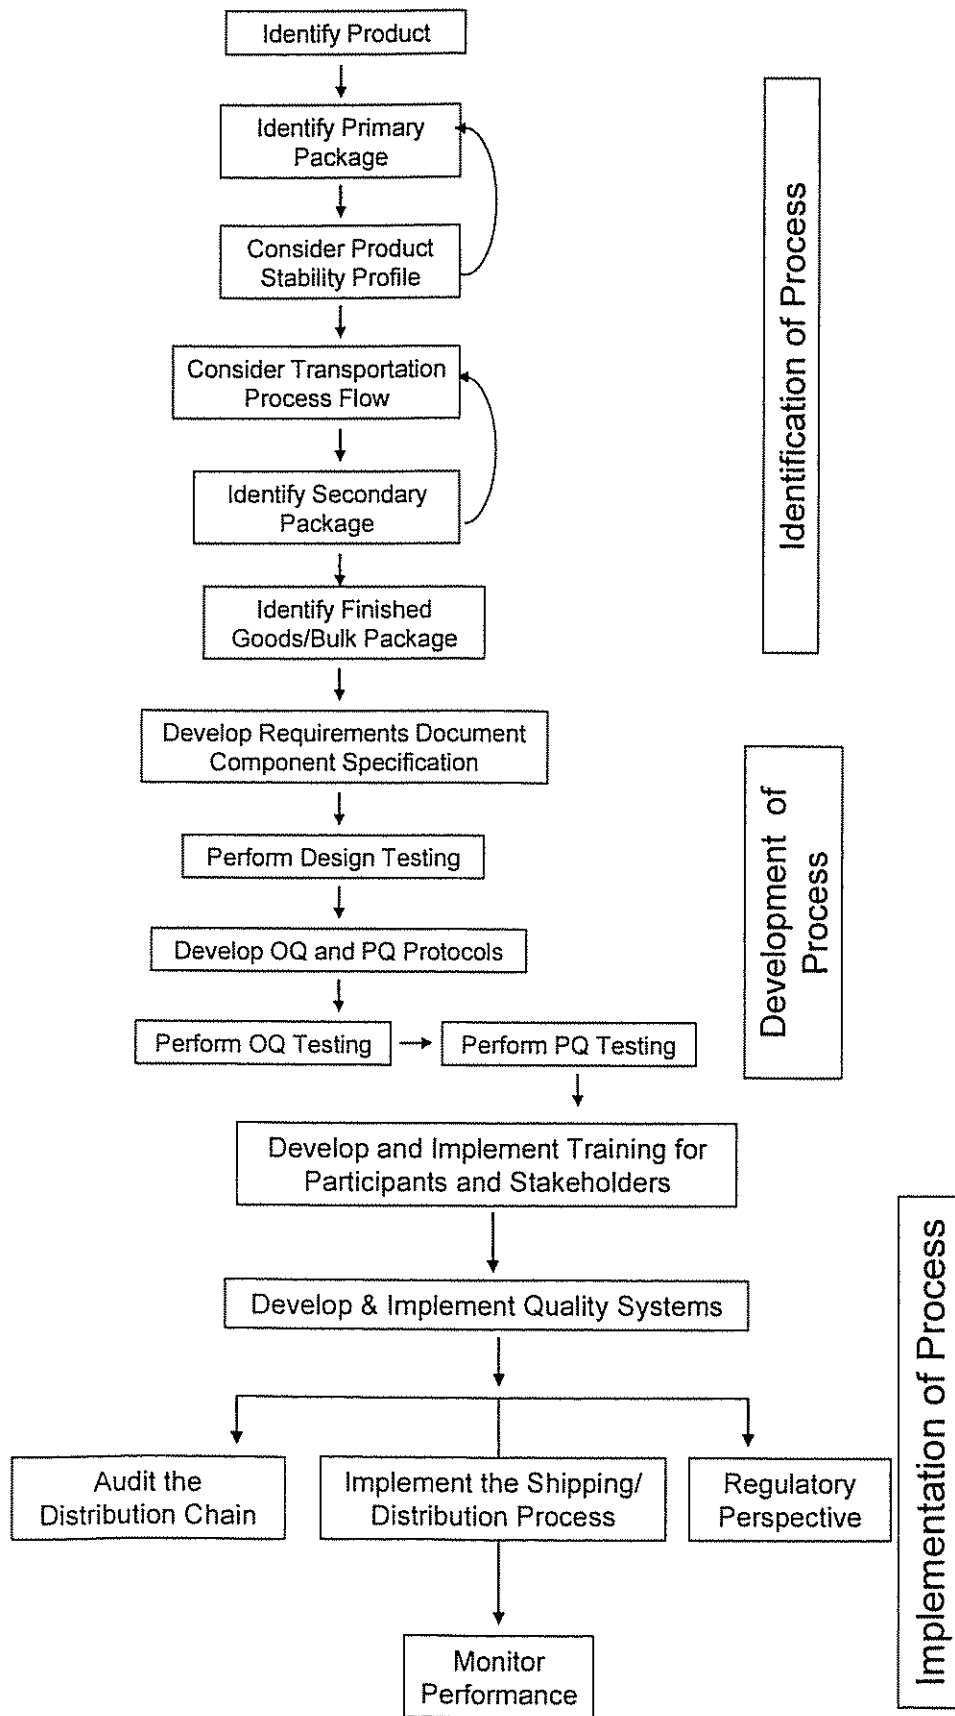 Identify Product
Identify Primary
Package
Consider Product
Stability Profile
Consider Transportation
Process Flow
Identify Secondary
Package
Identify Finished
Goods/Bulk Package
Identification of Process
Develop Requirements Document
Component Specification
Perform Design Testing
Develop OQ and PQ Protocols
Perform OQ Testing
Perform PQ Testing
Development of
Process
Develop and Implement Training for
Participants and Stakeholders
Develop & Implement Quality Systems
Audit the
Distribution Chain
Implement the Shipping/
Distribution Process
Regulatory
Perspective
Monitor
Performance
Implementation of Process